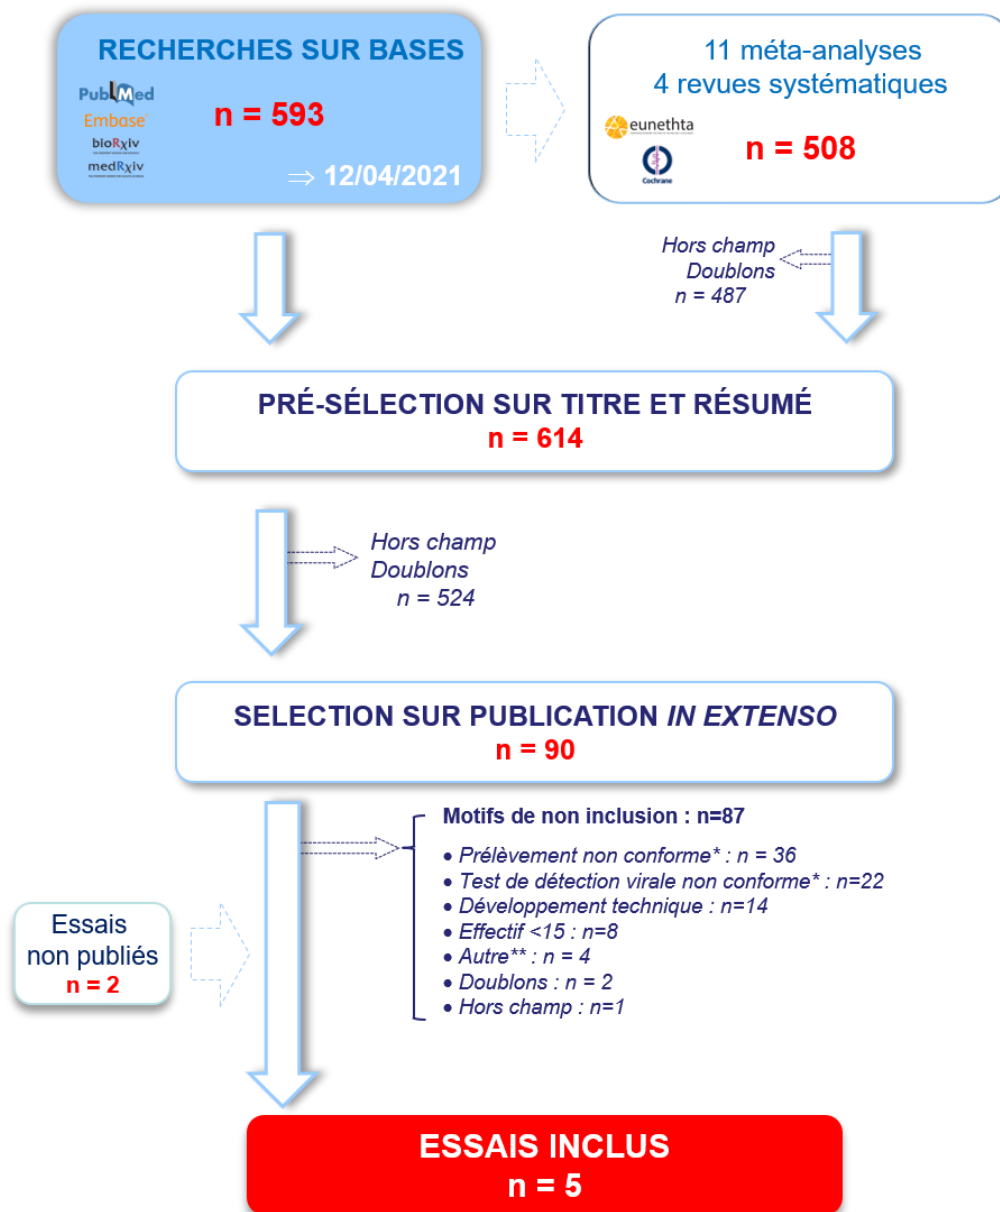 RECHERCHES SUR BASES
PubMed
Embase
bioRxiv
medRxiv
n = 593
⇒ 12/04/2021
11 méta-analyses
4 revues systématiques
eunethta
Cochrane
n = 508
Hors champ
Doublons
n = 487
PRÉ-SÉLECTION SUR TITRE ET RÉSUMÉ
n = 614
Hors champ
Doublons
n = 524
SELECTION SUR PUBLICATION IN EXTENSO
n = 90
Motifs de non inclusion : n=87
• Prélèvement non conforme* : n = 36
• Test de détection virale non conforme* : n=22
• Développement technique : n=14
• Effectif <15 : n=8
• Autre** : n = 4
• Doublons : n = 2
• Hors champ : n=1
Essais
non publiés
n = 2
ESSAIS INCLUS
n = 5